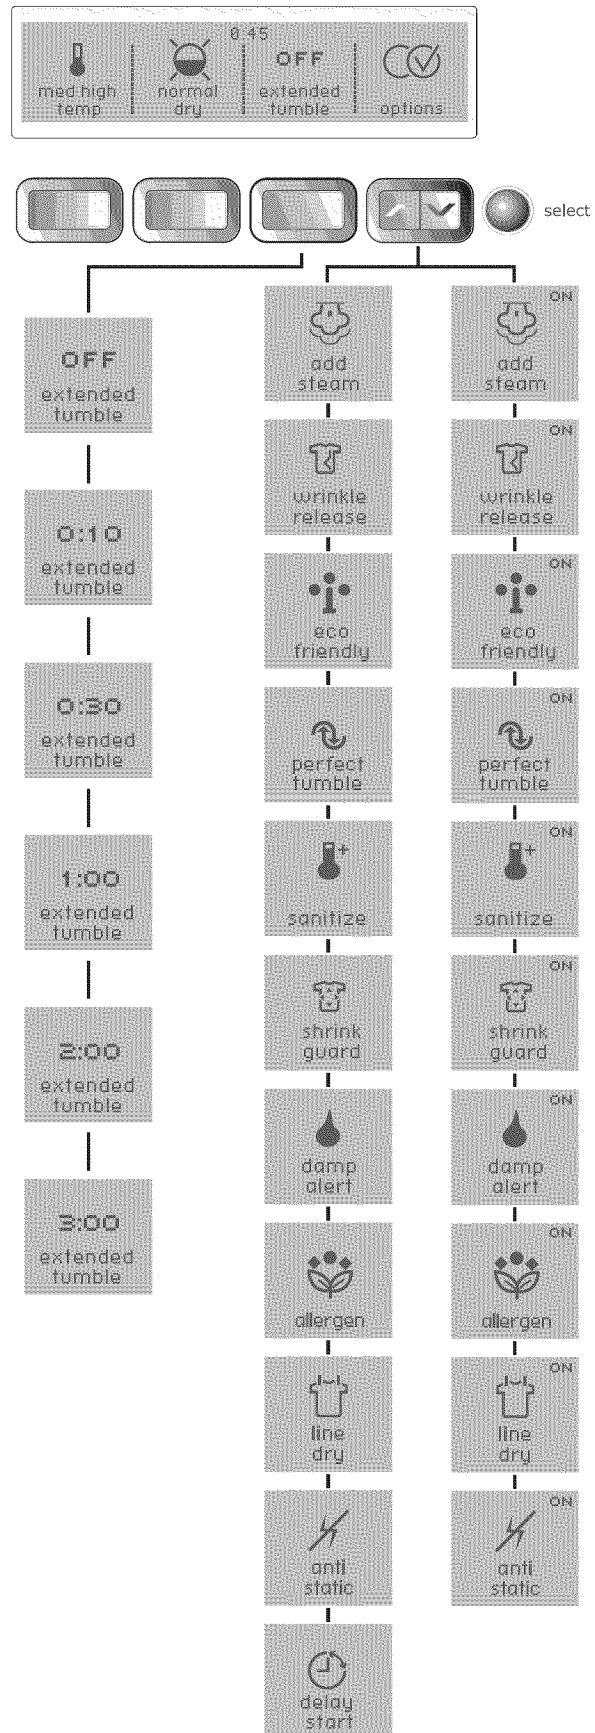 0:45
OFF
med high
temp
normal
dry
extended
tumble
options
select
OFF
extended
tumble
0:10
extended
tumble
0:30
extended
tumble
1:00
extended
tumble
2:00
extended
tumble
3:00
extended
tumble
add
steam
wrinkle
release
eco
friendly
perfect
tumble
sanitize
shrink
guard
damp
alert
allergen
line
dry
anti
static
delay
start
ON
add
steam
ON
wrinkle
release
ON
eco
friendly
ON
perfect
tumble
ON
sanitize
ON
shrink
guard
ON
damp
alert
ON
allergen
ON
line
dry
ON
anti
static